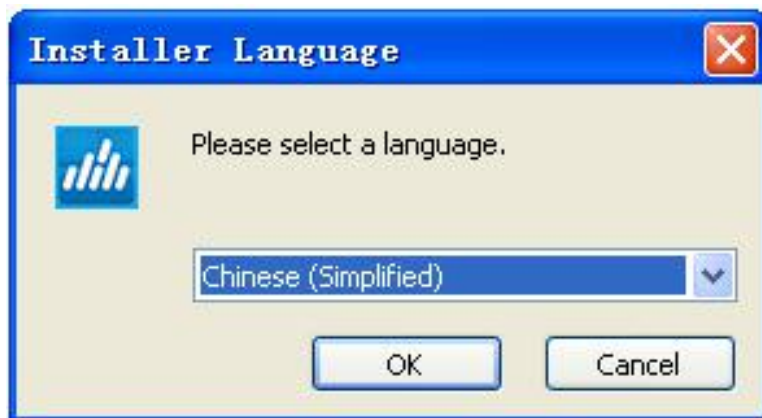 Installer Language
Please select a language.
Chinese (Simplified)
OK
Cancel